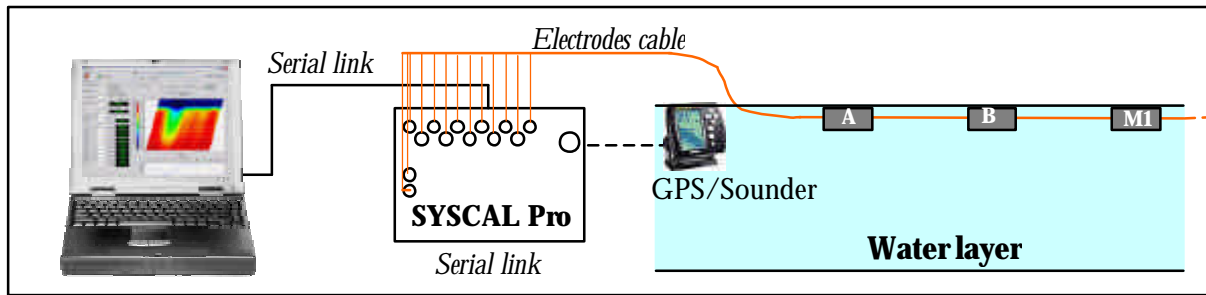 Electrodes cable
Serial link
A
B
M1
GPS/Sounder
SYSCAL Pro
Water layer
Serial link